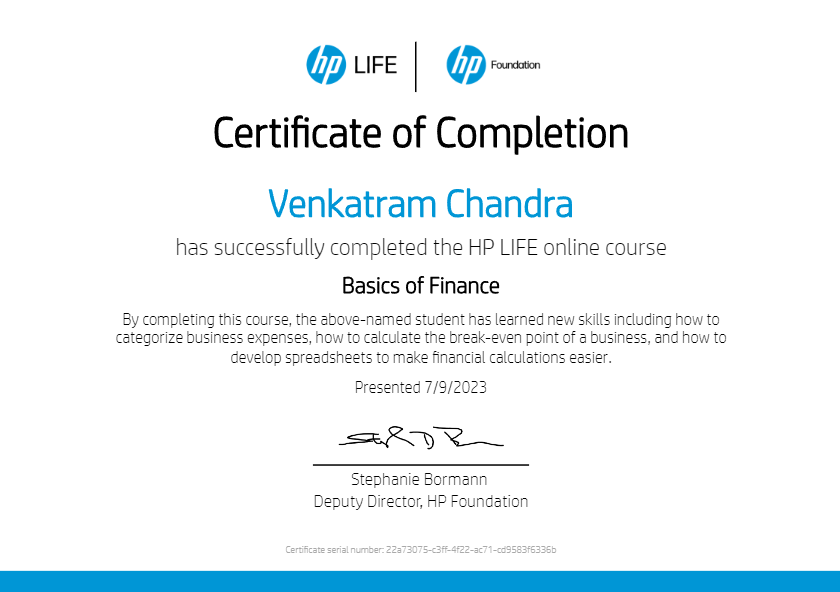 hp LIFE | hp Foundation
Certificate of Completion
Venkatram Chandra
has successfully completed the HP LIFE online course
Basics of Finance
By completing this course, the above-named student has learned new skills including how to
categorize business expenses, how to calculate the break-even point of a business, and how to
develop spreadsheets to make financial calculations easier.
Presented 7/9/2023
Stephanie Bormann
Deputy Director, HP Foundation
Certificate serial number: 22a73075-c3ff-4f22-ac71-cd9583f6336b